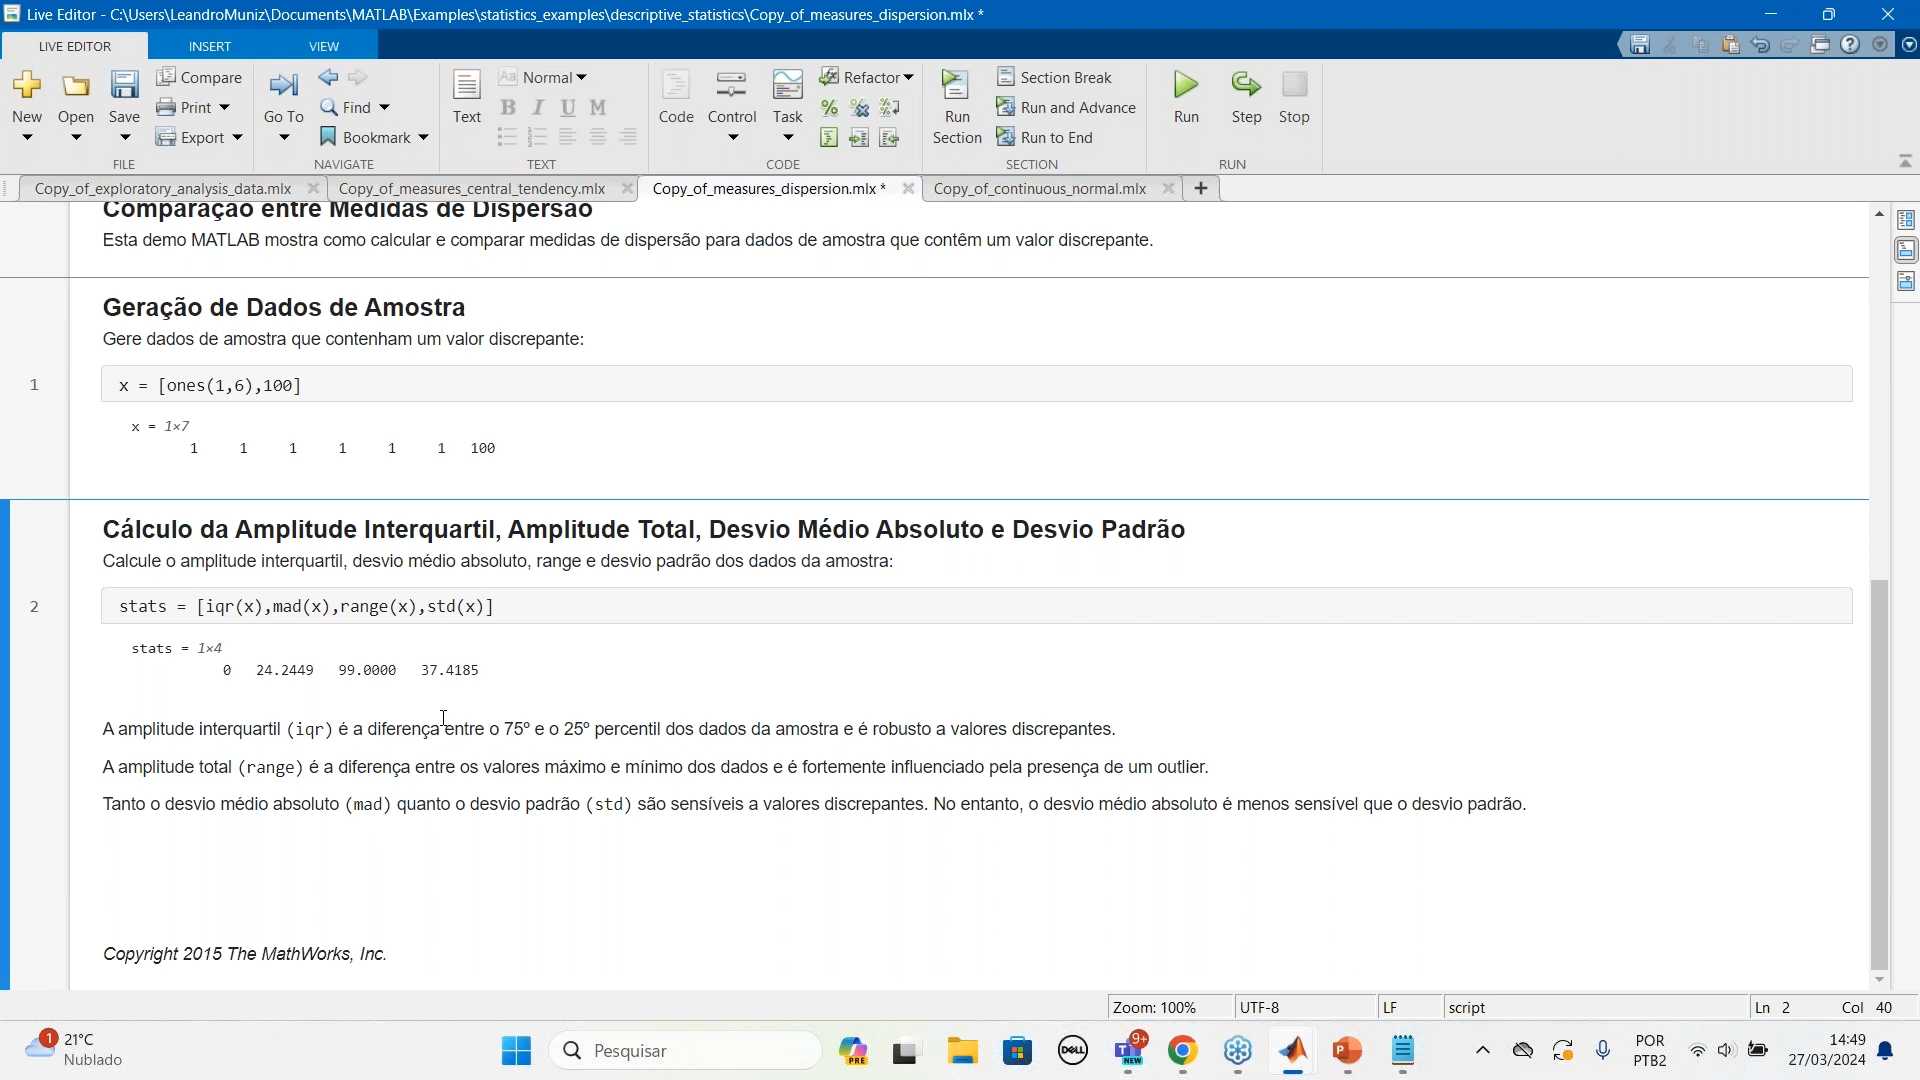 Live Editor - C:\Users\LeandroMuniz\Documents\MATLAB\Examples\statistics_examples\descriptive_statistics\Copy_of_measures_dispersion.mlx *
LIVE EDITOR INSERT VIEW
New Open Save Compare Print Export
FILE
Go To Find Bookmark
NAVIGATE
Text Aa Normal B I U M
TEXT
Code Control Task Refactor
CODE
Run Section Section Break Run and Advance Run to End
SECTION
Run Step Stop
RUN
Copy_of_exploratory_analysis_data.mlx Copy_of_measures_central_tendency.mlx Copy_of_measures_dispersion.mlx * Copy_of_continuous_normal.mlx +
Comparação entre Medidas de Dispersão
Esta demo MATLAB mostra como calcular e comparar medidas de dispersão para dados de amostra que contêm um valor discrepante.
Geração de Dados de Amostra
Gere dados de amostra que contenham um valor discrepante:
1 x = [ones(1,6),100]
x = 1×7
1 1 1 1 1 1 100
Cálculo da Amplitude Interquartil, Amplitude Total, Desvio Médio Absoluto e Desvio Padrão
Calcule o amplitude interquartil, desvio médio absoluto, range e desvio padrão dos dados da amostra:
2 stats = [iqr(x),mad(x),range(x),std(x)]
stats = 1×4
0 24.2449 99.0000 37.4185
A amplitude interquartil (iqr) é a diferença entre o 75º e o 25º percentil dos dados da amostra e é robusto a valores discrepantes.
A amplitude total (range) é a diferença entre os valores máximo e mínimo dos dados e é fortemente influenciado pela presença de um outlier.
Tanto o desvio médio absoluto (mad) quanto o desvio padrão (std) são sensíveis a valores discrepantes. No entanto, o desvio médio absoluto é menos sensível que o desvio padrão.
Copyright 2015 The MathWorks, Inc.
Zoom: 100% UTF-8 LF script Ln 2 Col 40
1 21°C
Nublado
Pesquisar
PRE
DELL
9+
NEW
POR
PTB2
14:49
27/03/2024